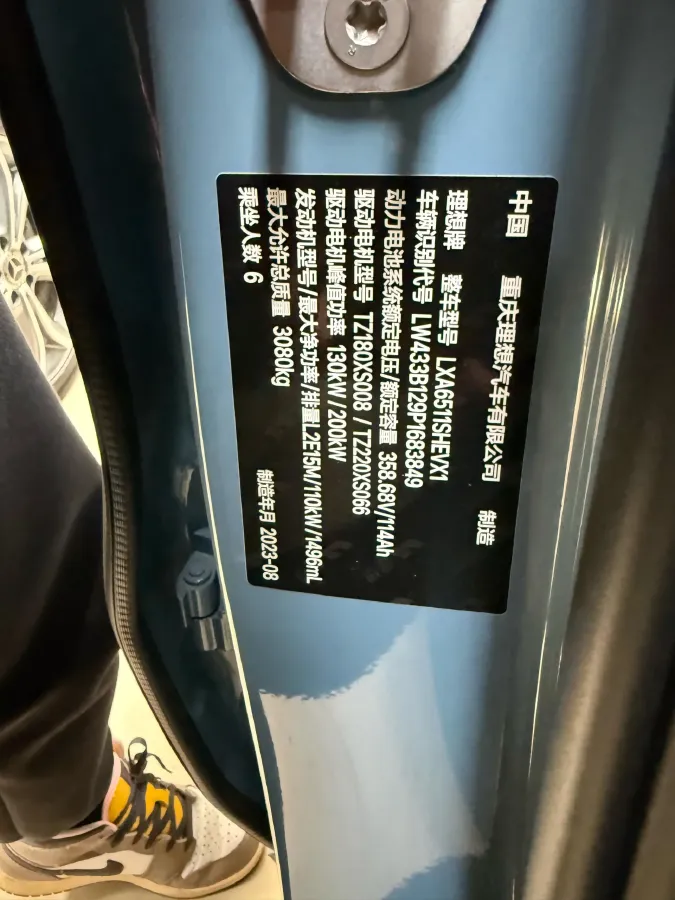 中国 重庆理想汽车有限公司 制造
理想牌 整车型号 LXA6511SHEVX1
车辆识别代号 LW433B129P1683849
动力电池系统额定电压/额定容量 358.68V/114Ah
驱动电机型号 TZ180XS008 / TZ220XS066
驱动电机峰值功率 130kW / 200kW
发动机型号/最大净功率/排量L2E15M/110kW/1496mL
最大允许总质量 3080kg
乘坐人数 6 制造年月 2023-08